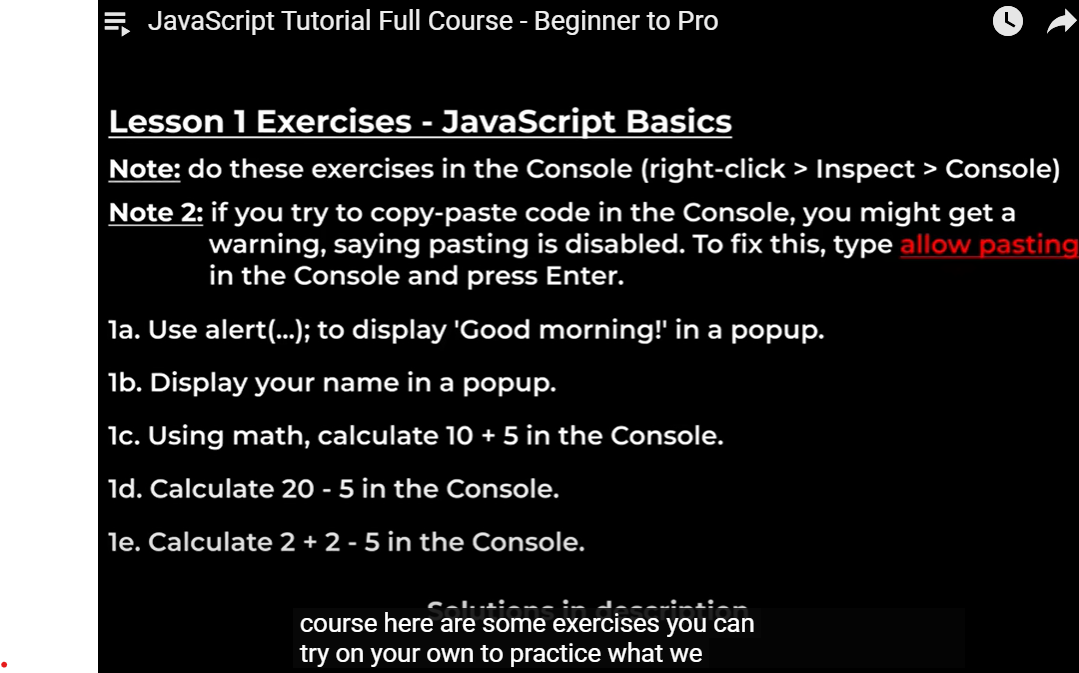 JavaScript Tutorial Full Course - Beginner to Pro
Lesson 1 Exercises - JavaScript Basics
Note: do these exercises in the Console (right-click > Inspect > Console)
Note 2: if you try to copy-paste code in the Console, you might get a
warning, saying pasting is disabled. To fix this, type allow pasting
in the Console and press Enter.
1a. Use alert(...); to display 'Good morning!' in a popup.
1b. Display your name in a popup.
1c. Using math, calculate 10 + 5 in the Console.
1d. Calculate 20 - 5 in the Console.
1e. Calculate 2 + 2 - 5 in the Console.
Solutions in description
course here are some exercises you can
try on your own to practice what we